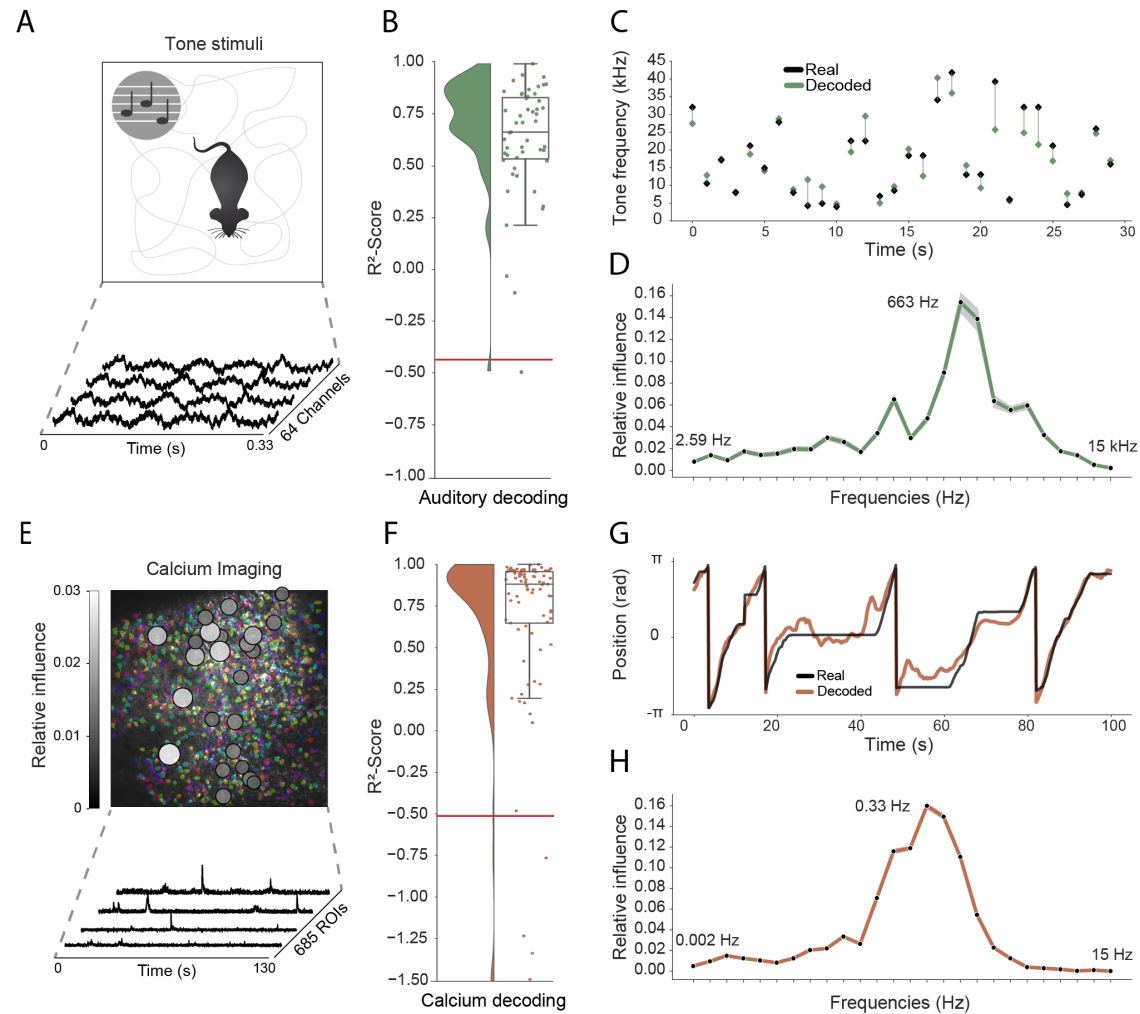 A
Tone stimuli
0
Time (s)
0.33
64 Channels
B
R²-Score
1.00
0.75
0.50
0.25
0.00
−0.25
−0.50
−0.75
−1.00
Auditory decoding
C
Tone frequency (kHz)
45
40
35
30
25
20
15
10
5
0
Real
Decoded
0
5
10
15
20
25
30
Time (s)
D
Relative influence
0.16
0.14
0.12
0.10
0.08
0.06
0.04
0.02
0.00
663 Hz
2.59 Hz
15 kHz
Frequencies (Hz)
E
Calcium Imaging
Relative influence
0.03
0.02
0.01
0
0
Time (s)
130
685 ROIs
F
R²-Score
1.00
0.75
0.50
0.25
0.00
−0.25
−0.50
−0.75
−1.00
−1.25
−1.50
Calcium decoding
G
Position (rad)
π
0
-π
Real
Decoded
0
20
40
60
80
100
Time (s)
H
Relative influence
0.16
0.14
0.12
0.10
0.08
0.06
0.04
0.02
0.00
0.33 Hz
0.002 Hz
15 Hz
Frequencies (Hz)